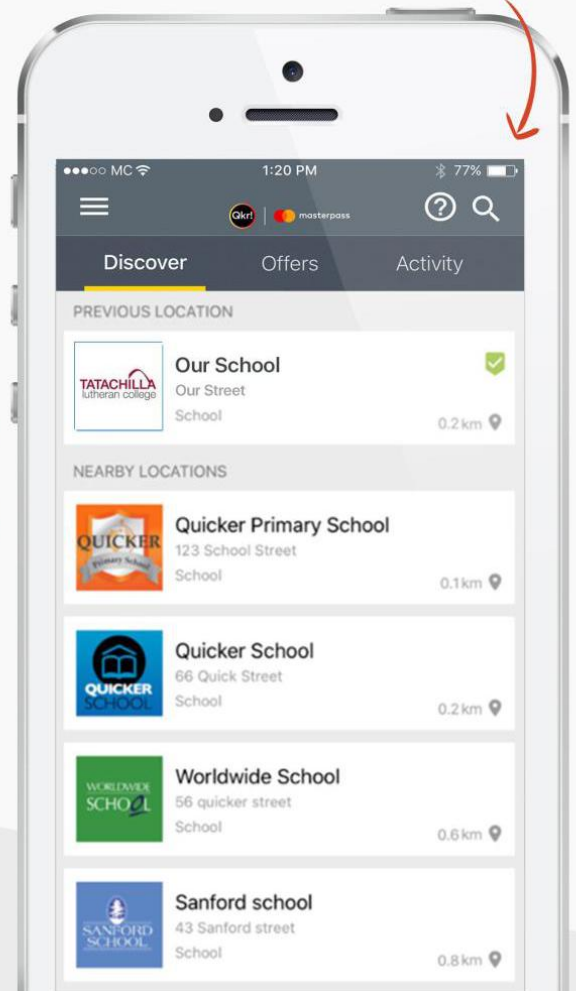 MC
1:20 PM
77%
Qkr!
masterpass
Discover
Offers
Activity
PREVIOUS LOCATION
TATACHILLA
lutheran college
Our School
Our Street
School
0.2 km
NEARBY LOCATIONS
QUICKER
Primary School
Quicker Primary School
123 School Street
School
0.1 km
QUICKER
SCHOOL
Quicker School
66 Quick Street
School
0.2 km
WORLDWIDE
SCHOOL
Worldwide School
56 quicker street
School
0.6 km
SANFORD
SCHOOL
Sanford school
43 Sanford street
School
0.8 km